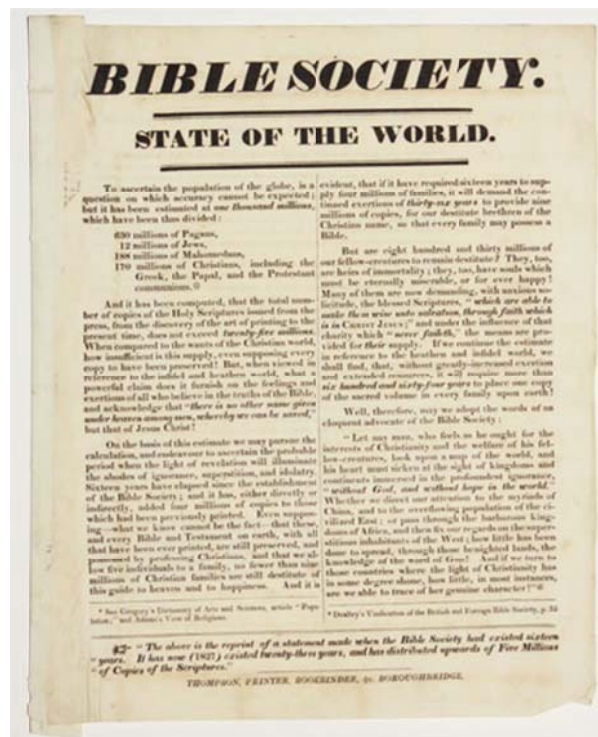 BIBLE SOCIETY.
STATE OF THE WORLD.
To ascertain the population of the globe, is a
question on which accuracy cannot be expected;
but it has been estimated at one thousand millions,
which have been thus divided:
630 millions of Pagans,
12 millions of Jews,
188 millions of Mahomedans,
170 millions of Christians, including the
Greek, the Papal, and the Protestant
communions.*
And it has been computed, that the total num-
ber of copies of the Holy Scriptures issued from the
press, from the discovery of the art of printing to the
present time, does not exceed twenty-five millions.
When compared to the wants of the Christian world,
how insufficient is this supply, even supposing every
copy to have been preserved! But, when viewed in
reference to the infidel and heathen world, what a
powerful claim does it furnish on the feelings and
exertions of all who believe in the truths of the Bible,
and acknowledge that "there is no other name given
under heaven among men, whereby we can be saved,"
but that of Jesus Christ!
On the basis of this estimate we may pursue the
calculation, and endeavour to ascertain the probable
period when the light of revelation will illuminate
the abodes of ignorance, superstition, and idolatry.
Sixteen years have elapsed since the establishment
of the Bible Society; and it has, either directly or
indirectly, added four millions of copies to those
which had been previously printed. Even suppos-
ing—what we know cannot be the fact—that these,
and every Bible and Testament on earth, with all
that have been ever printed, are still preserved, and
possessed by professing Christians, and that we al-
low five individuals to a family, no fewer than nine
millions of Christian families are still destitute of
this guide to heaven and to happiness. And it is
* See Gregory's Dictionary of Arts and Sciences, article "Popu-
lation," and Adams's View of Religions.
evident, that if it have required sixteen years to sup-
ply four millions of families, it will demand the con-
tinued exertions of thirty-six years to provide nine
millions of copies, for our destitute brethren of the
Christian name, so that every family may possess a
Bible.
But are eight hundred and thirty millions of
our fellow-creatures to remain destitute? They, too,
are heirs of immortality; they, too, have souls which
must be eternally miserable, or for ever happy!
Many of them are now demanding, with anxious so-
licitude, the blessed Scriptures, "which are able to
make them wise unto salvation, through faith which
is in CHRIST JESUS;" and under the influence of that
charity which "never faileth," the means are pro-
vided for their supply. If we continue the estimate
in reference to the heathen and infidel world, we
shall find, that, without greatly-increased exertion
and extended resources, it will require more than
six hundred and sixty-four years to place one copy
of the sacred volume in every family upon earth!
Well, therefore, may we adopt the words of an
eloquent advocate of the Bible Society:
"Let any man, who feels as he ought for the
interests of Christianity and the welfare of his fel-
low-creatures, look upon a map of the world, and
his heart must sicken at the sight of kingdoms and
continents immersed in the profoundest ignorance,
"without God, and without hope in the world."
Whether we direct our attention to the myriads of
China, and to the overflowing population of the ci-
vilized East; or pass through the barbarous king-
doms of Africa, and then fix our regards on the super-
stitious inhabitants of the West; how little has been
done to spread, through those benighted lands, the
knowledge of the word of GOD! And if we turn to
those countries where the light of Christianity has
in some degree shone, how little, in most instances,
are we able to trace of her genuine character!"*
* Dealtry's Vindication of the British and Foreign Bible Society, p. 35
"The above is the reprint of a statement made when the Bible Society had existed sixteen
"years. It has now (1827) existed twenty-three years, and has distributed upwards of Five Millions
"of Copies of the Scriptures."
THOMPSON, PRINTER, BOOKBINDER, &c. BOROUGHBRIDGE.